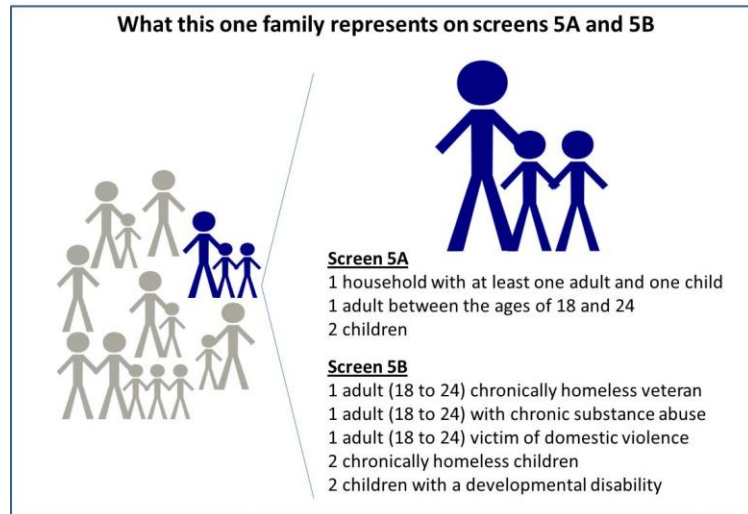 What this one family represents on screens 5A and 5B
Screen 5A
1 household with at least one adult and one child
1 adult between the ages of 18 and 24
2 children
Screen 5B
1 adult (18 to 24) chronically homeless veteran
1 adult (18 to 24) with chronic substance abuse
1 adult (18 to 24) victim of domestic violence
2 chronically homeless children
2 children with a developmental disability